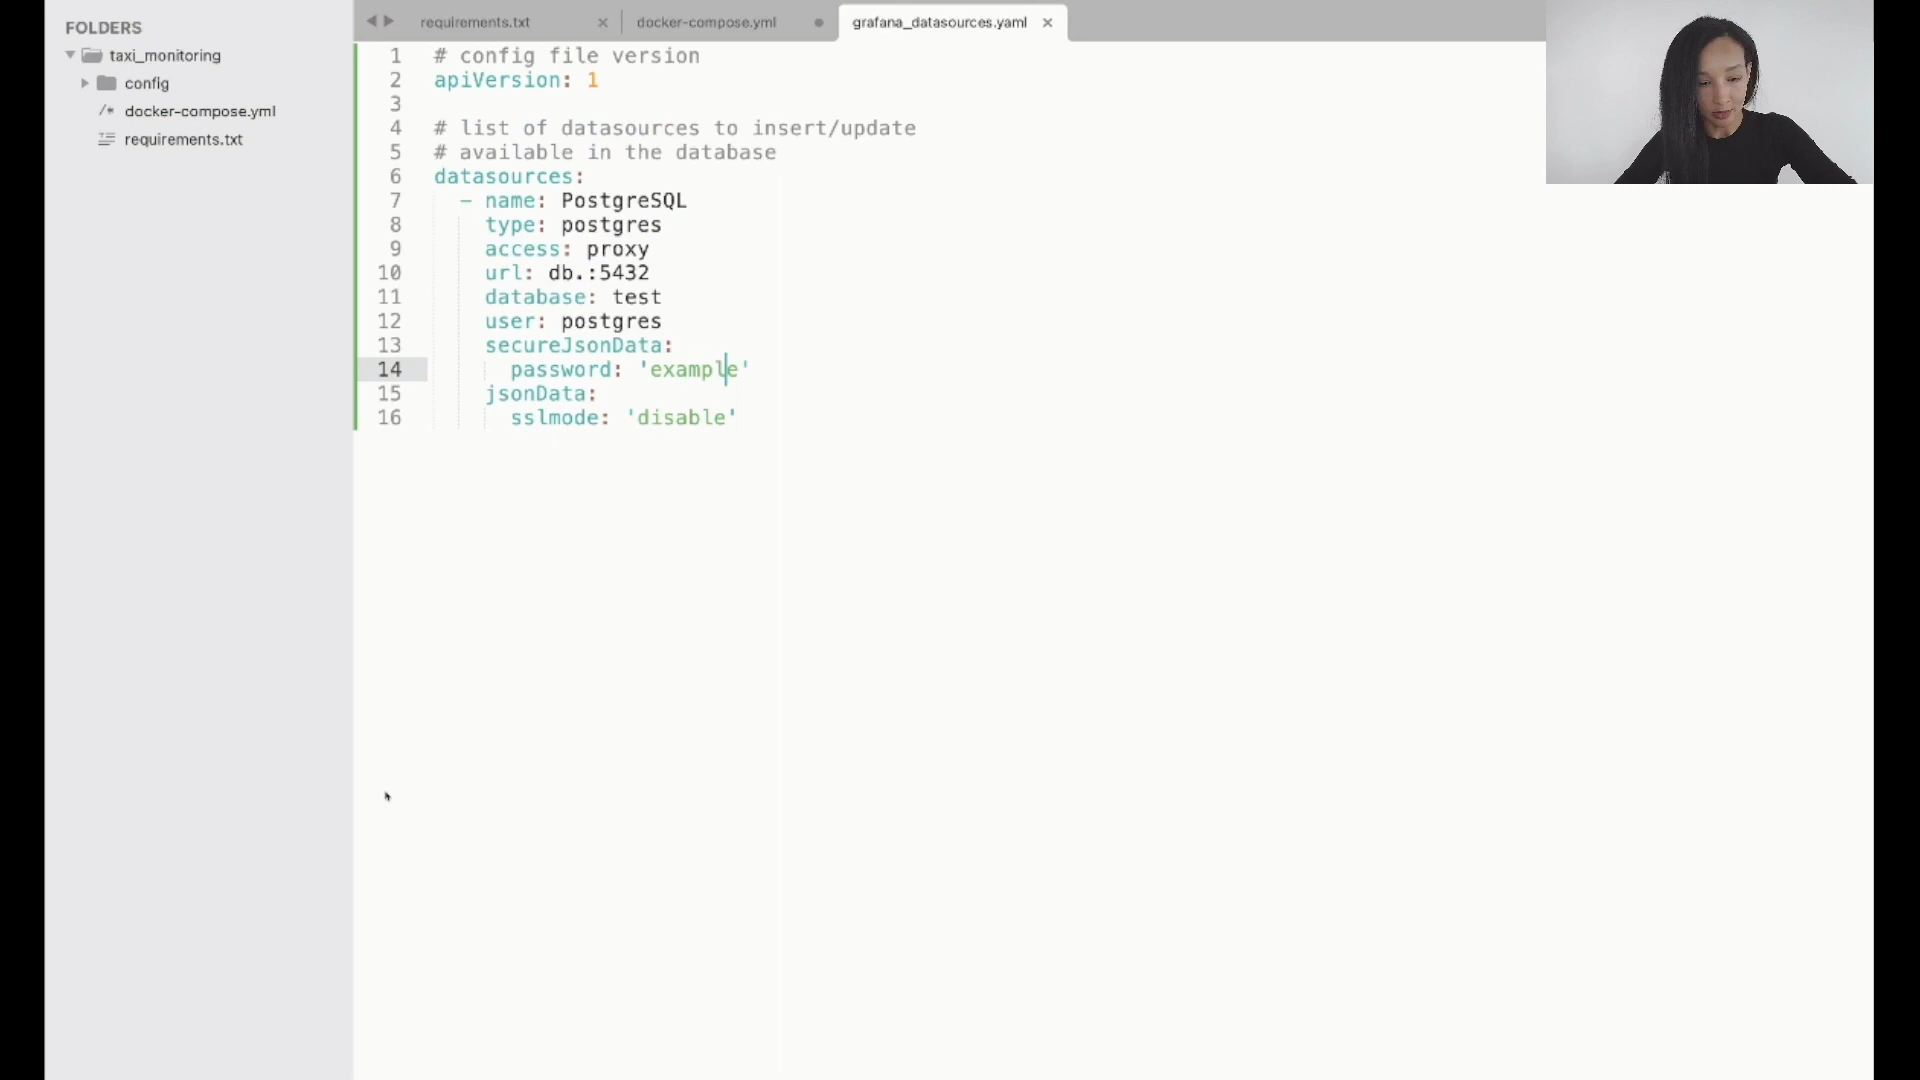 FOLDERS
taxi_monitoring
config
docker-compose.yml
requirements.txt
requirements.txt
docker-compose.yml
grafana_datasources.yaml
1 # config file version
2 apiVersion: 1
3
4 # list of datasources to insert/update
5 # available in the database
6 datasources:
7   - name: PostgreSQL
8     type: postgres
9     access: proxy
10     url: db.:5432
11     database: test
12     user: postgres
13     secureJsonData:
14       password: 'example'
15     jsonData:
16       sslmode: 'disable'